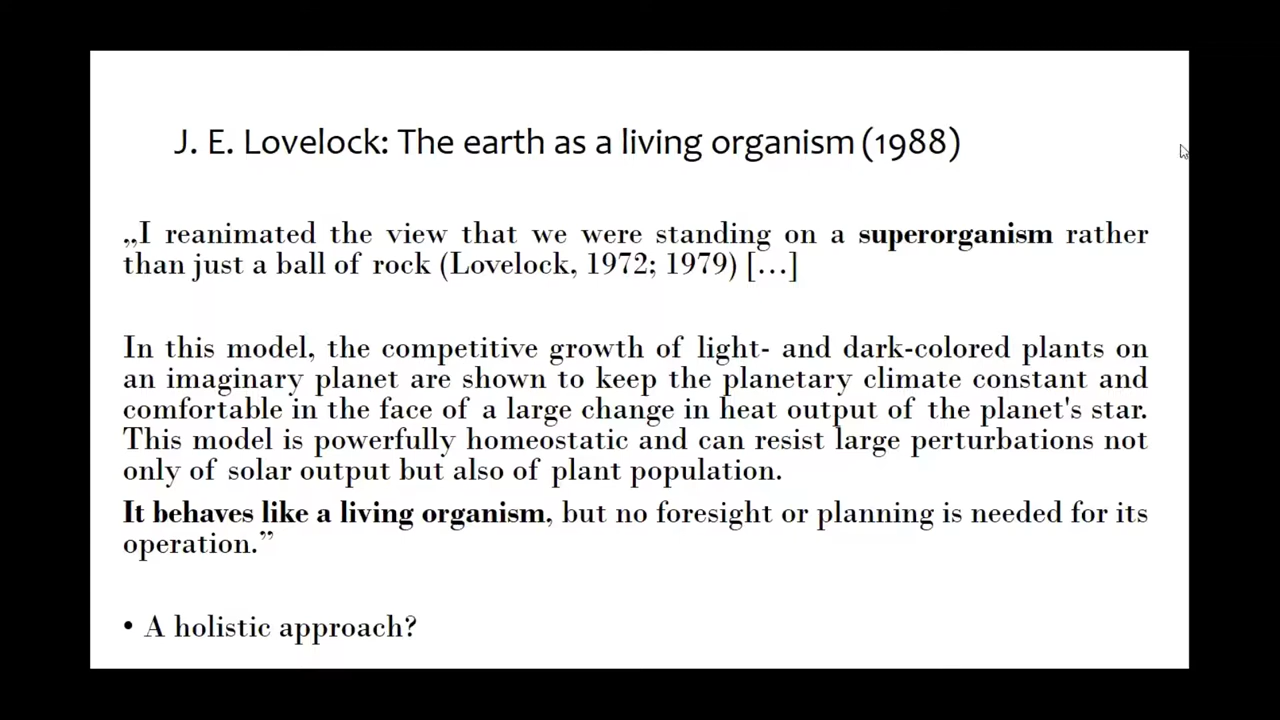 J. E. Lovelock: The earth as a living organism (1988)
„I reanimated the view that we were standing on a superorganism rather
than just a ball of rock (Lovelock, 1972; 1979) […]
In this model, the competitive growth of light- and dark-colored plants on
an imaginary planet are shown to keep the planetary climate constant and
comfortable in the face of a large change in heat output of the planet's star.
This model is powerfully homeostatic and can resist large perturbations not
only of solar output but also of plant population.
It behaves like a living organism, but no foresight or planning is needed for its
operation.”
• A holistic approach?